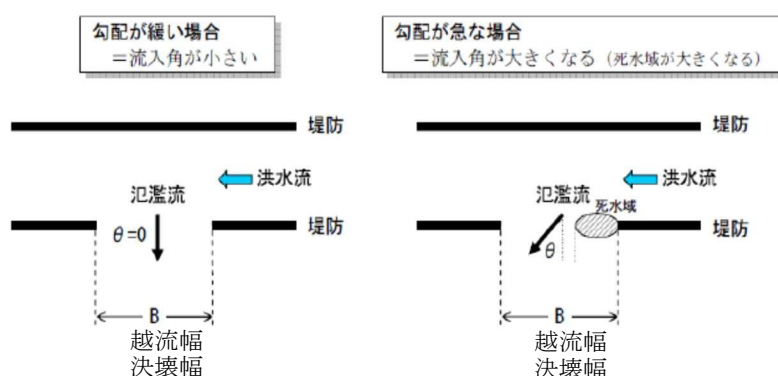 勾配が緩い場合
＝流入角が小さい
堤防
洪水流
氾濫流
θ=0
堤防
B
越流幅
決壊幅
勾配が急な場合
＝流入角が大きくなる（死水域が大きくなる）
堤防
洪水流
氾濫流
死水域
θ
堤防
B
越流幅
決壊幅